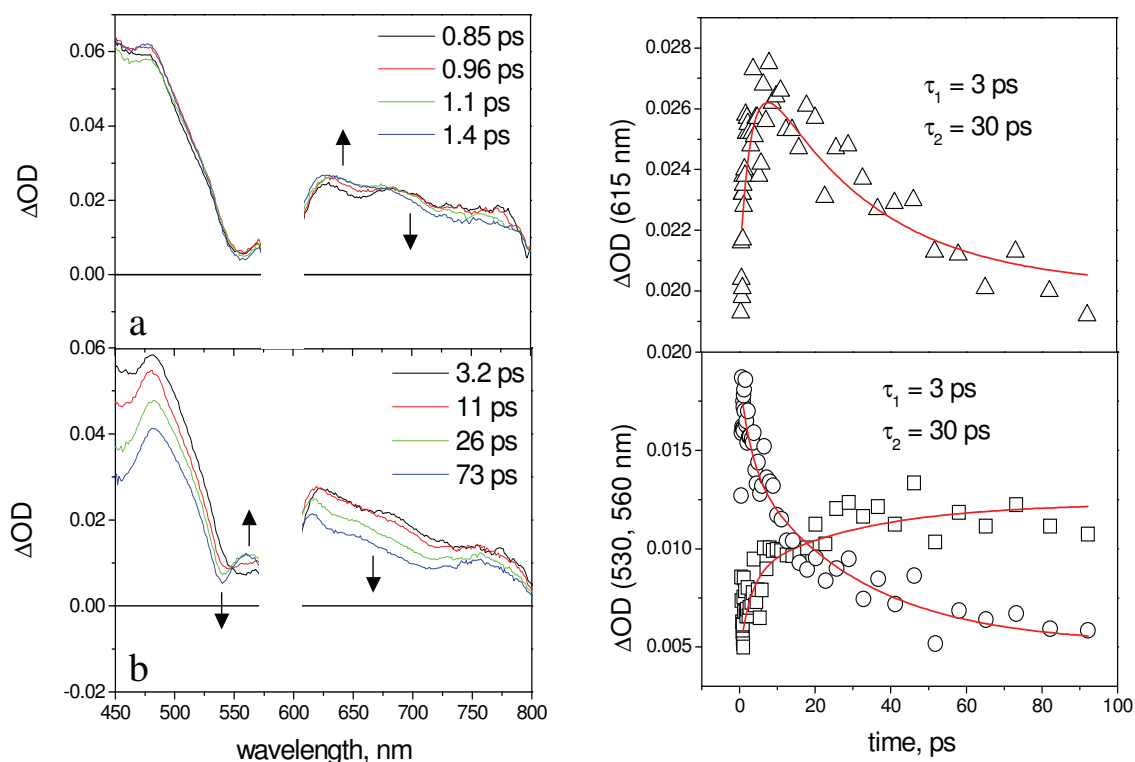 0.06
0.04
0.02
0.00
ΔOD
0.85 ps
0.96 ps
1.1 ps
1.4 ps
a
0.06
0.04
0.02
0.00
-0.02
ΔOD
3.2 ps
11 ps
26 ps
73 ps
b
450 500 550 600 650 700 750 800
wavelength, nm
0.028
0.026
0.024
0.022
0.020
ΔOD (615 nm)
τ1 = 3 ps
τ2 = 30 ps
0.020
0.015
0.010
0.005
ΔOD (530, 560 nm)
τ1 = 3 ps
τ2 = 30 ps
0 20 40 60 80 100
time, ps